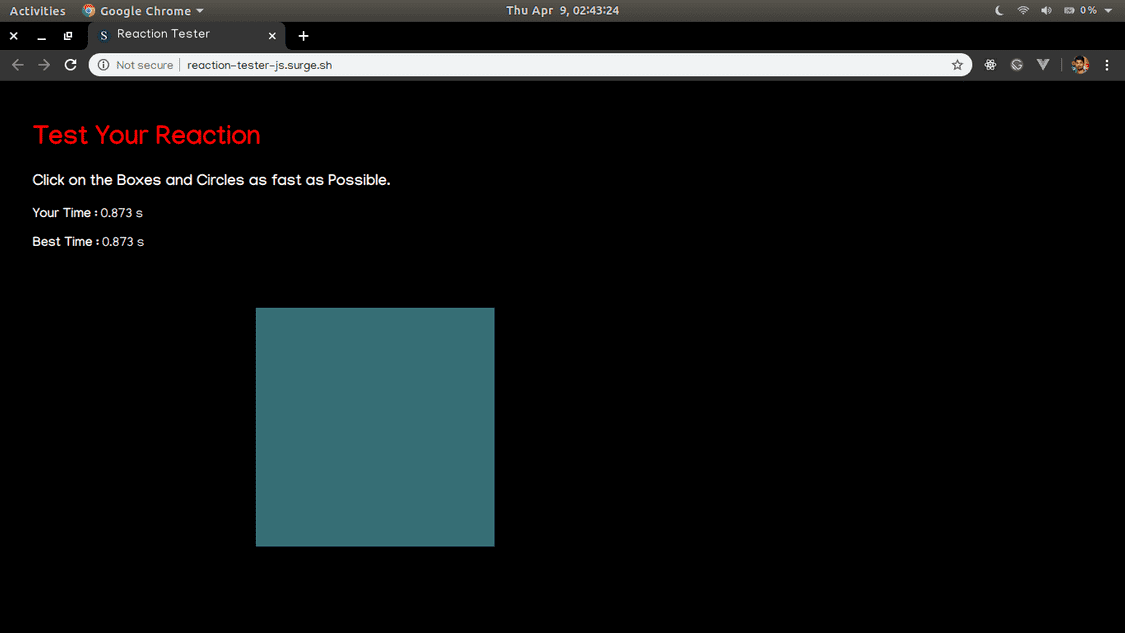 Activities Google Chrome Thu Apr 9, 02:43:24 0%
Reaction Tester
Not secure reaction-tester-js.surge.sh
Test Your Reaction
Click on the Boxes and Circles as fast as Possible.
Your Time : 0.873 s
Best Time : 0.873 s